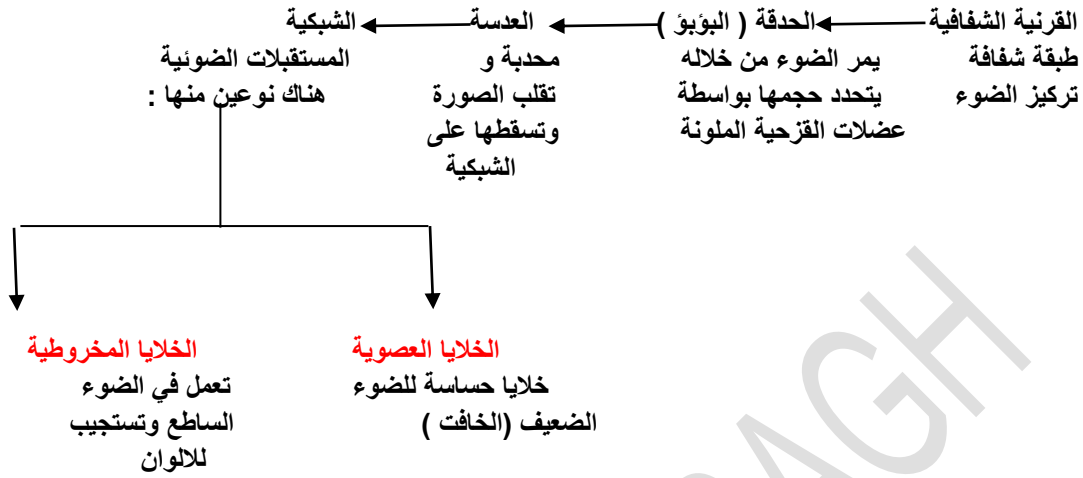 القرنية الشفافية الحدقة ( البؤبؤ ) العدسة الشبكية
طبقة شفافة يمر الضوء من خلاله محدبة و المستقبلات الضوئية
تركيز الضوء يتحدد حجمها بواسطة تقلب الصورة هناك نوعين منها :
عضلات القزحية الملونة وتسقطها على
الشبكية
الخلايا العصوية الخلايا المخروطية
خلايا حساسة للضوء تعمل في الضوء
الضعيف (الخافت ) الساطع وتستجيب
للالوان